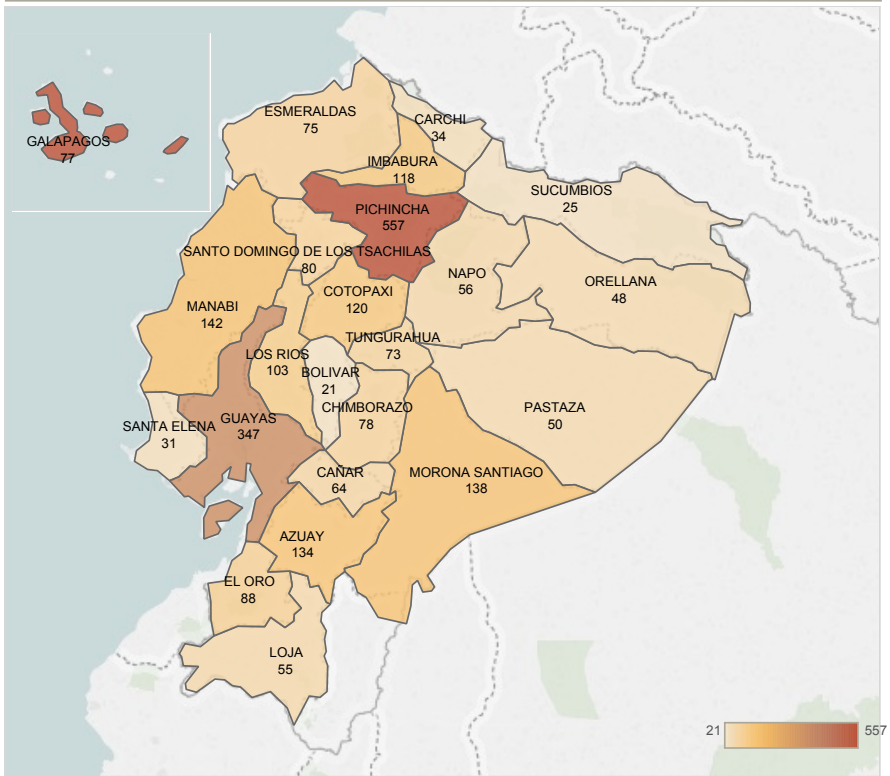 ESMERALDAS
75
CARCHI
34
GALAPAGOS
77
IMBABURA
118
SUCUMBIOS
25
PICHINCHA
557
SANTO DOMINGO DE LOS TSACHILAS
80
NAPO
56
ORELLANA
48
COTOPAXI
120
MANABI
142
TUNGURAHUA
73
LOS RIOS
103
BOLIVAR
21
CHIMBORAZO
78
PASTAZA
50
GUAYAS
347
SANTA ELENA
31
CAÑAR
64
MORONA SANTIAGO
138
AZUAY
134
EL ORO
88
LOJA
55
21
557